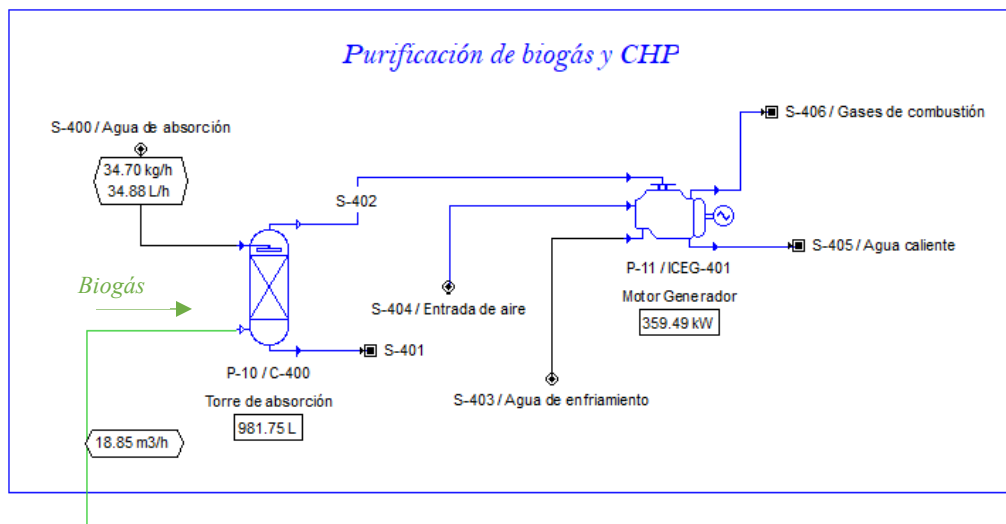 Purificación de biogás y CHP
S-406 / Gases de combustión
S-400 / Agua de absorción
34.70 kg/h
34.88 L/h
S-402
S-405 / Agua caliente
P-11 / ICEG-401
Biogás
Motor Generador
S-404 / Entrada de aire
359.49 kW
S-401
P-10 / C-400
S-403 / Agua de enfriamiento
Torre de absorción
981.75 L
18.85 m3/h